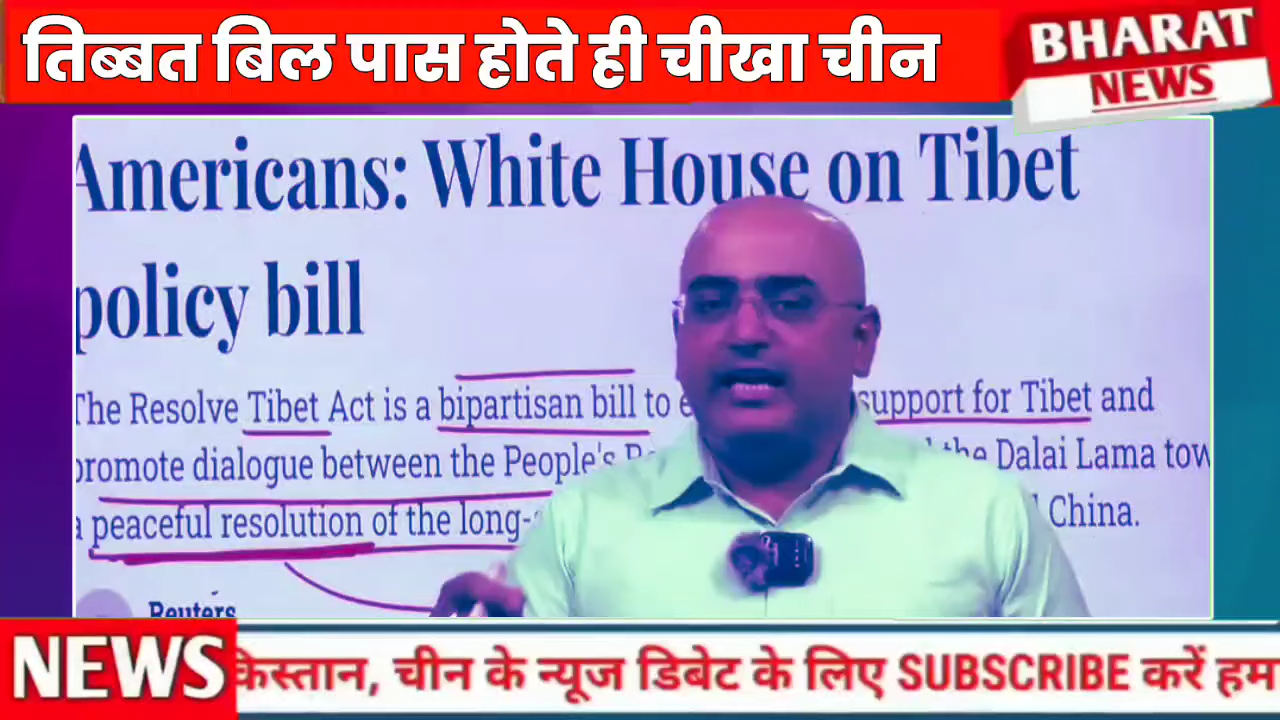 तिब्बत बिल पास होते ही चीखा चीन
BHARAT
NEWS
Americans: White House on Tibet
policy bill
The Resolve Tibet Act is a bipartisan bill to support for Tibet and
promote dialogue between the People's the Dalai Lama tow
a peaceful resolution of the long- China.
Reuters
NEWS
किस्तान, चीन के न्यूज डिबेट के लिए SUBSCRIBE करें हम